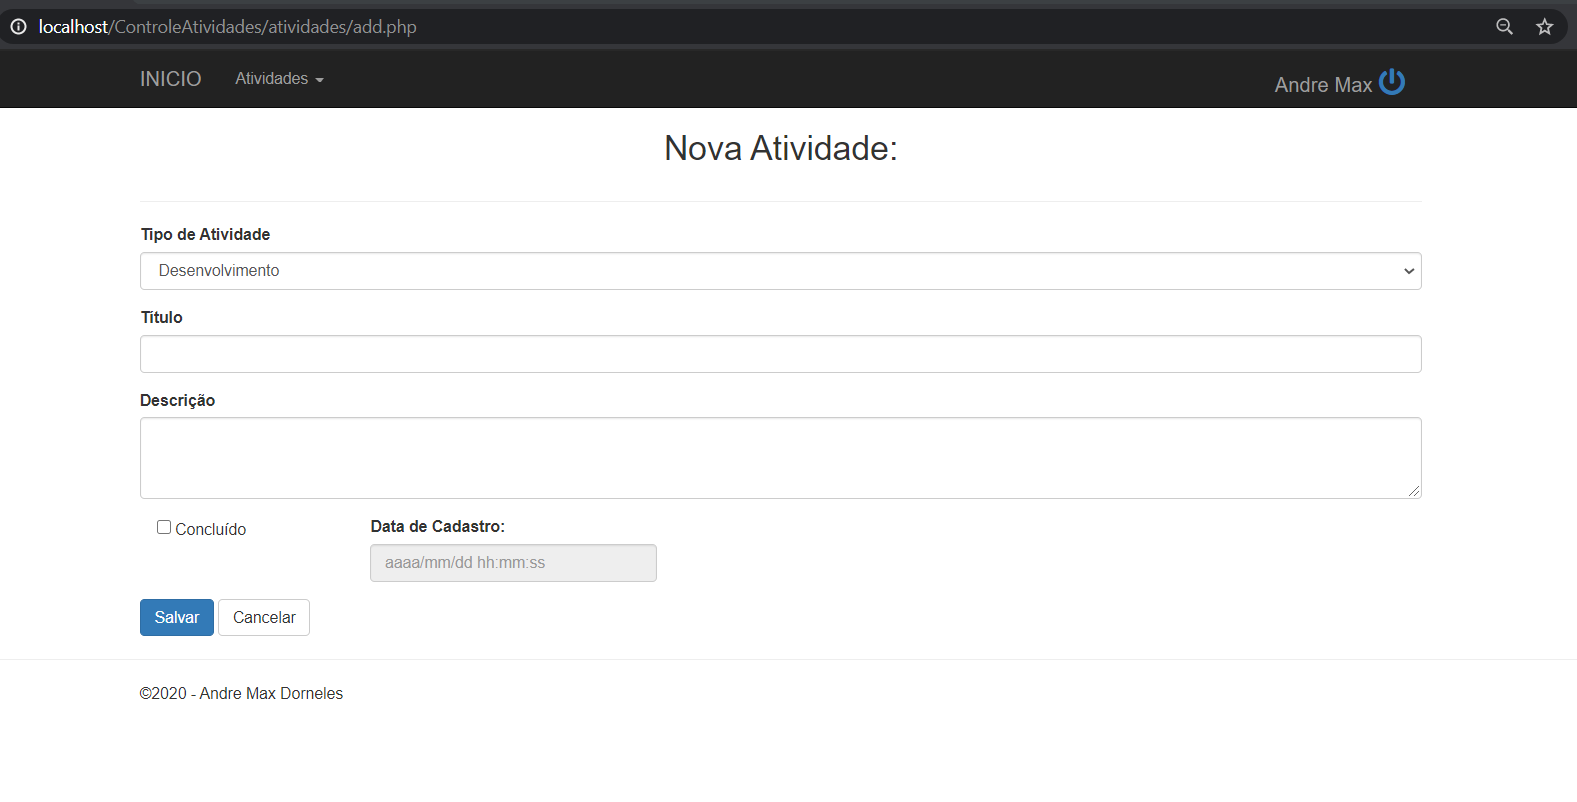 localhost/ControleAtividades/atividades/add.php
INICIO Atividades Andre Max
Nova Atividade:
Tipo de Atividade
Desenvolvimento
Titulo
Descrição
Concluído Data de Cadastro:
aaaa/mm/dd hh:mm:ss
Salvar Cancelar
©2020 - Andre Max Dorneles